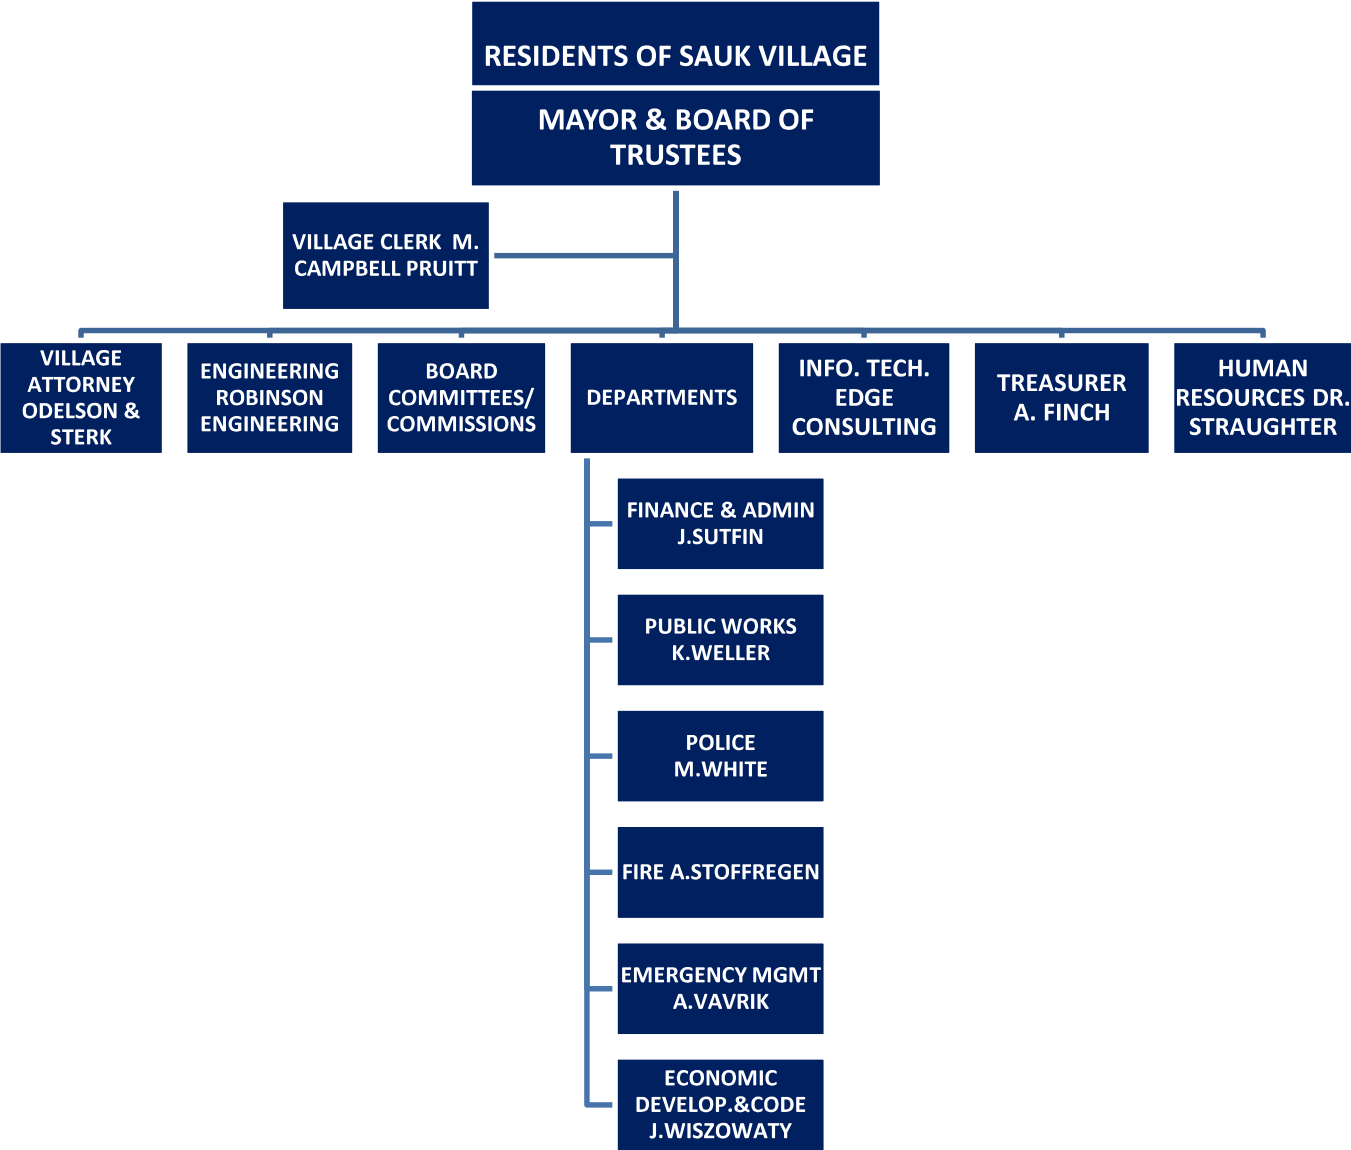 RESIDENTS OF SAUK VILLAGE
MAYOR & BOARD OF
TRUSTEES
VILLAGE CLERK  M.
CAMPBELL PRUITT
VILLAGE
ATTORNEY
ODELSON &
STERK
ENGINEERING
ROBINSON
ENGINEERING
BOARD
COMMITTEES/
COMMISSIONS
DEPARTMENTS
INFO. TECH.
EDGE
CONSULTING
TREASURER
A. FINCH
HUMAN
RESOURCES DR.
STRAUGHTER
FINANCE & ADMIN
J.SUTFIN
PUBLIC WORKS
K.WELLER
POLICE
M.WHITE
FIRE A.STOFFREGEN
EMERGENCY MGMT
A.VAVRIK
ECONOMIC
DEVELOP.&CODE
J.WISZOWATY